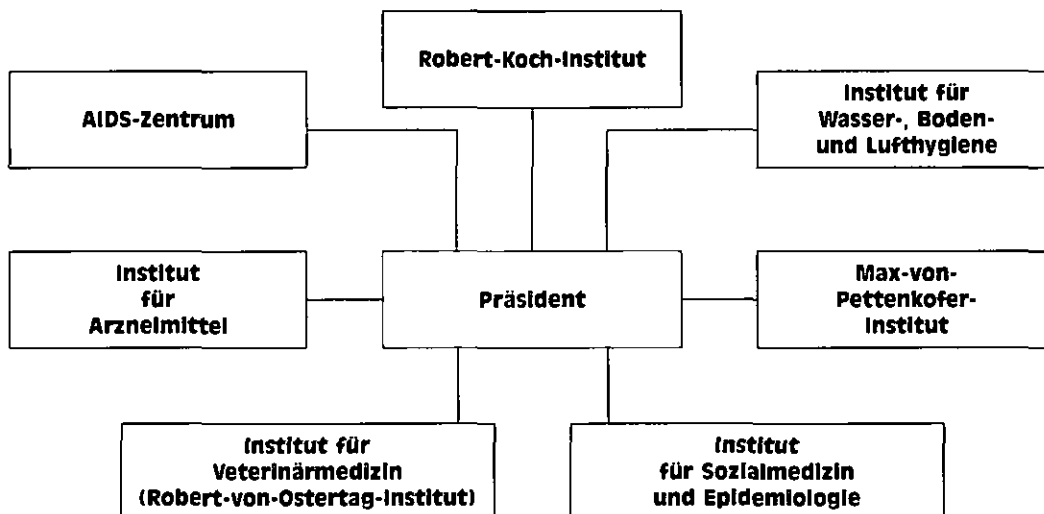 Robert-Koch-Institut
AIDS-Zentrum
Institut für
Wasser-, Boden-
und Lufthygiene
Institut
für
Arzneimittel
Präsident
Max-von-
Pettenkofer-
Institut
Institut für
Veterinärmedizin
(Robert-von-Ostertag-Institut)
Institut
für Sozialmedizin
und Epidemiologie